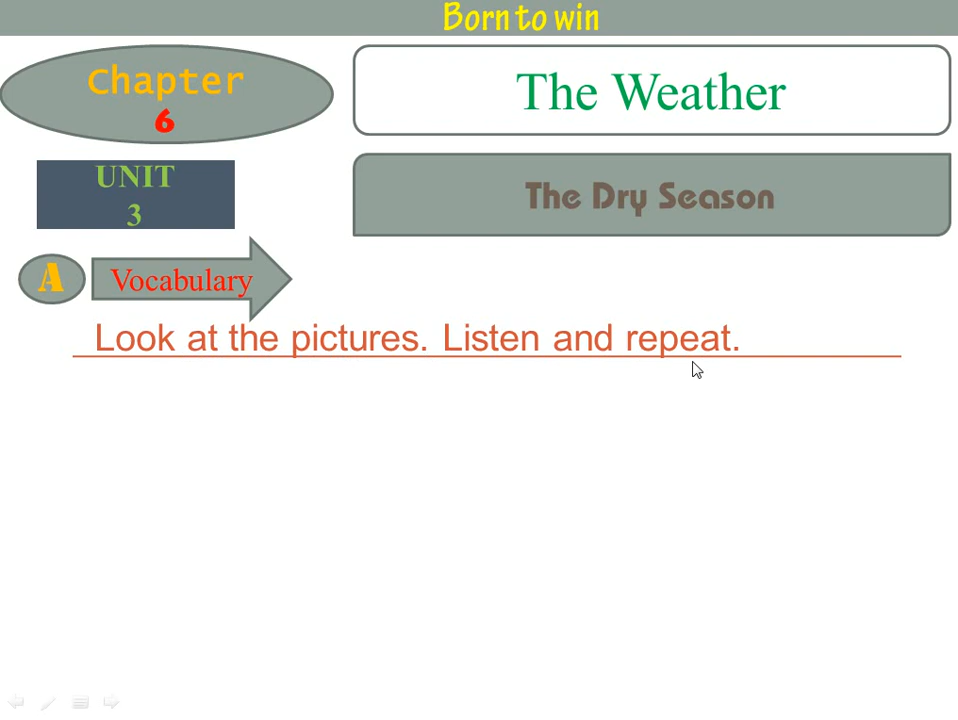 Born to win
Chapter
6
The Weather
UNIT
3
The Dry Season
A
Vocabulary
Look at the pictures. Listen and repeat.